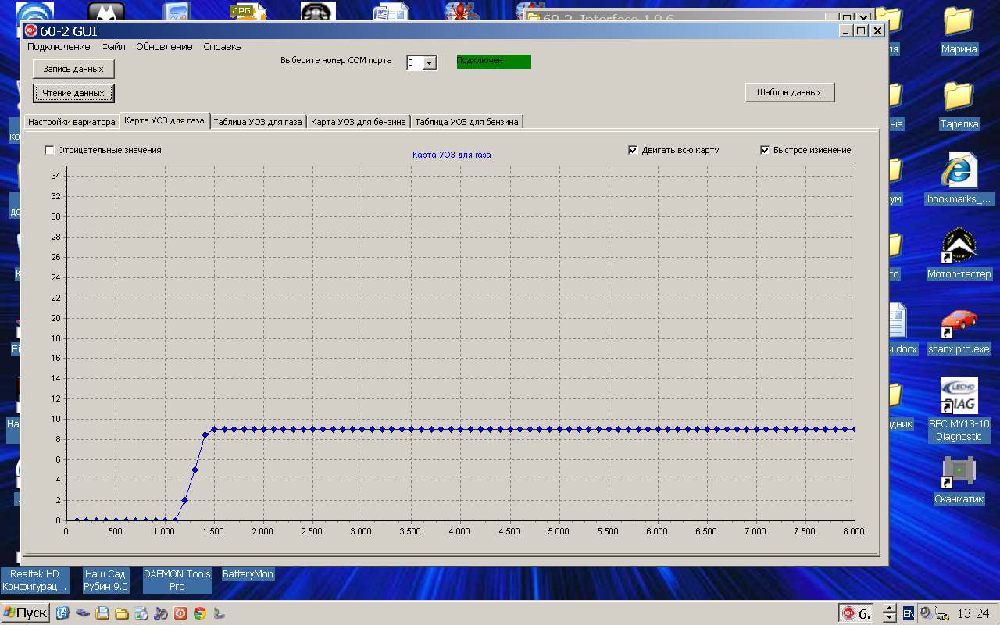 JPG
60-2 Interface 1.0.6
60-2 GUI
Подключение Файл Обновление Справка
Выберите номер COM порта 3 Подключен
Запись данных
Чтение данных
Шаблон данных
Настройки вариатора Карта УОЗ для газа Таблица УОЗ для газа Карта УОЗ для бензина Таблица УОЗ для бензина
Отрицательные значения Карта УОЗ для газа Двигать всю карту Быстрое изменение
34
32
30
28
26
24
22
20
18
16
14
12
10
8
6
4
2
0
0 500 1 000 1 500 2 000 2 500 3 000 3 500 4 000 4 500 5 000 5 500 6 000 6 500 7 000 7 500 8 000
Марина
Тарелка
bookmarks_...
Мотор-тестер
scanxlpro.exe
LECHO
DIAG
SEC MY13-10
Diagnostic
Сканматик
Realtek HD
Конфигурац...
Наш Сад
Рубин 9.0
DAEMON Tools
Pro
BatteryMon
Пуск
6.
EN
13:24